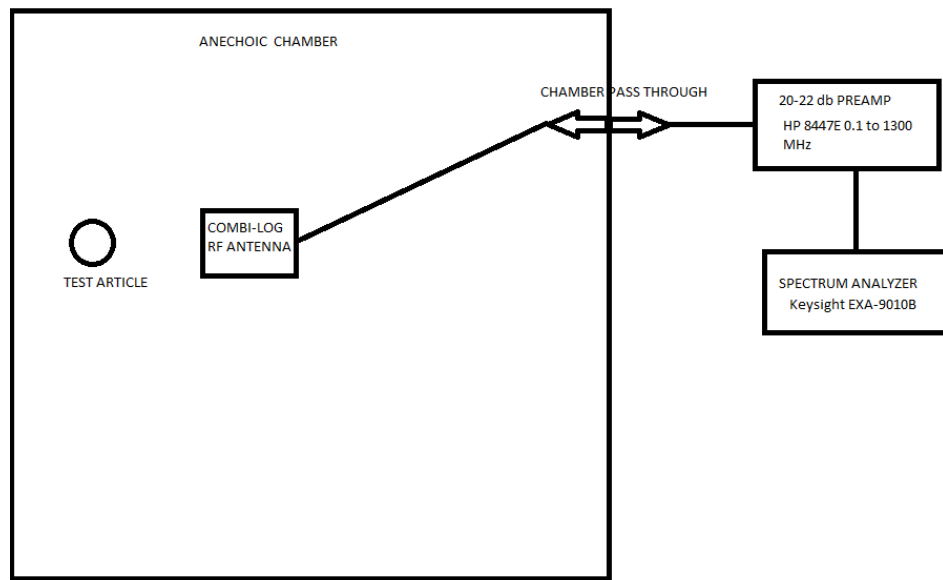 ANECHOIC CHAMBER
CHAMBER PASS THROUGH
20-22 db PREAMP
HP 8447E 0.1 to 1300
MHz
COMBI-LOG
RF ANTENNA
TEST ARTICLE
SPECTRUM ANALYZER
Keysight EXA-9010B